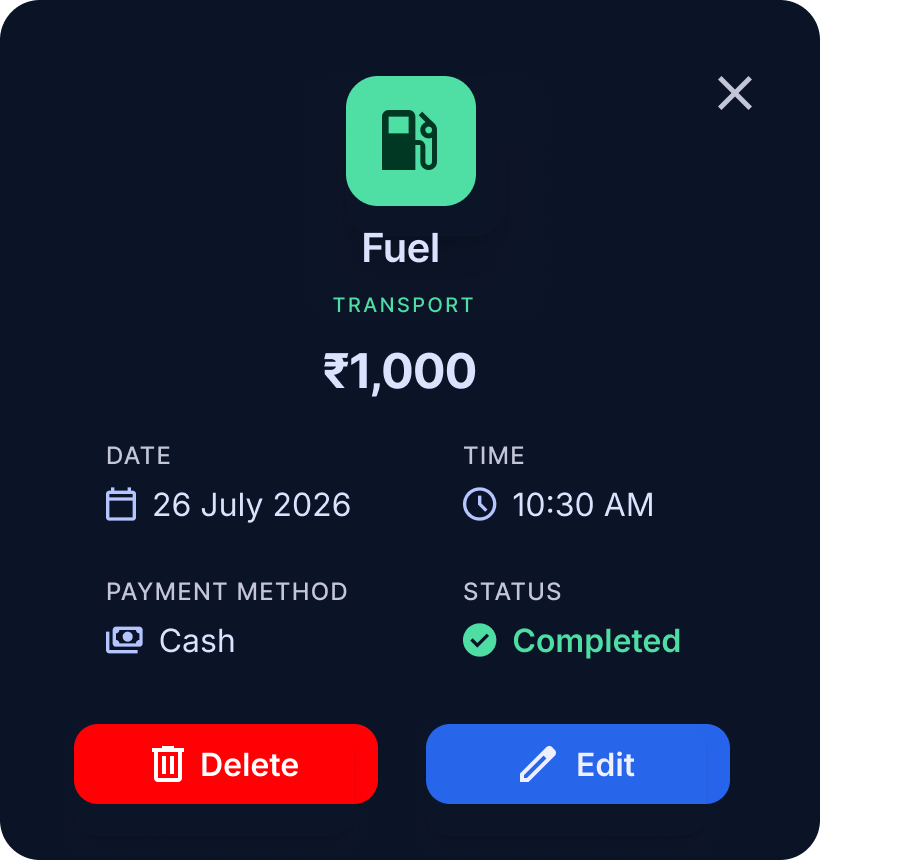 Fuel
TRANSPORT
₹1,000
DATE
TIME
26 July 2026
10:30 AM
PAYMENT METHOD
STATUS
Cash
Completed
Delete
Edit